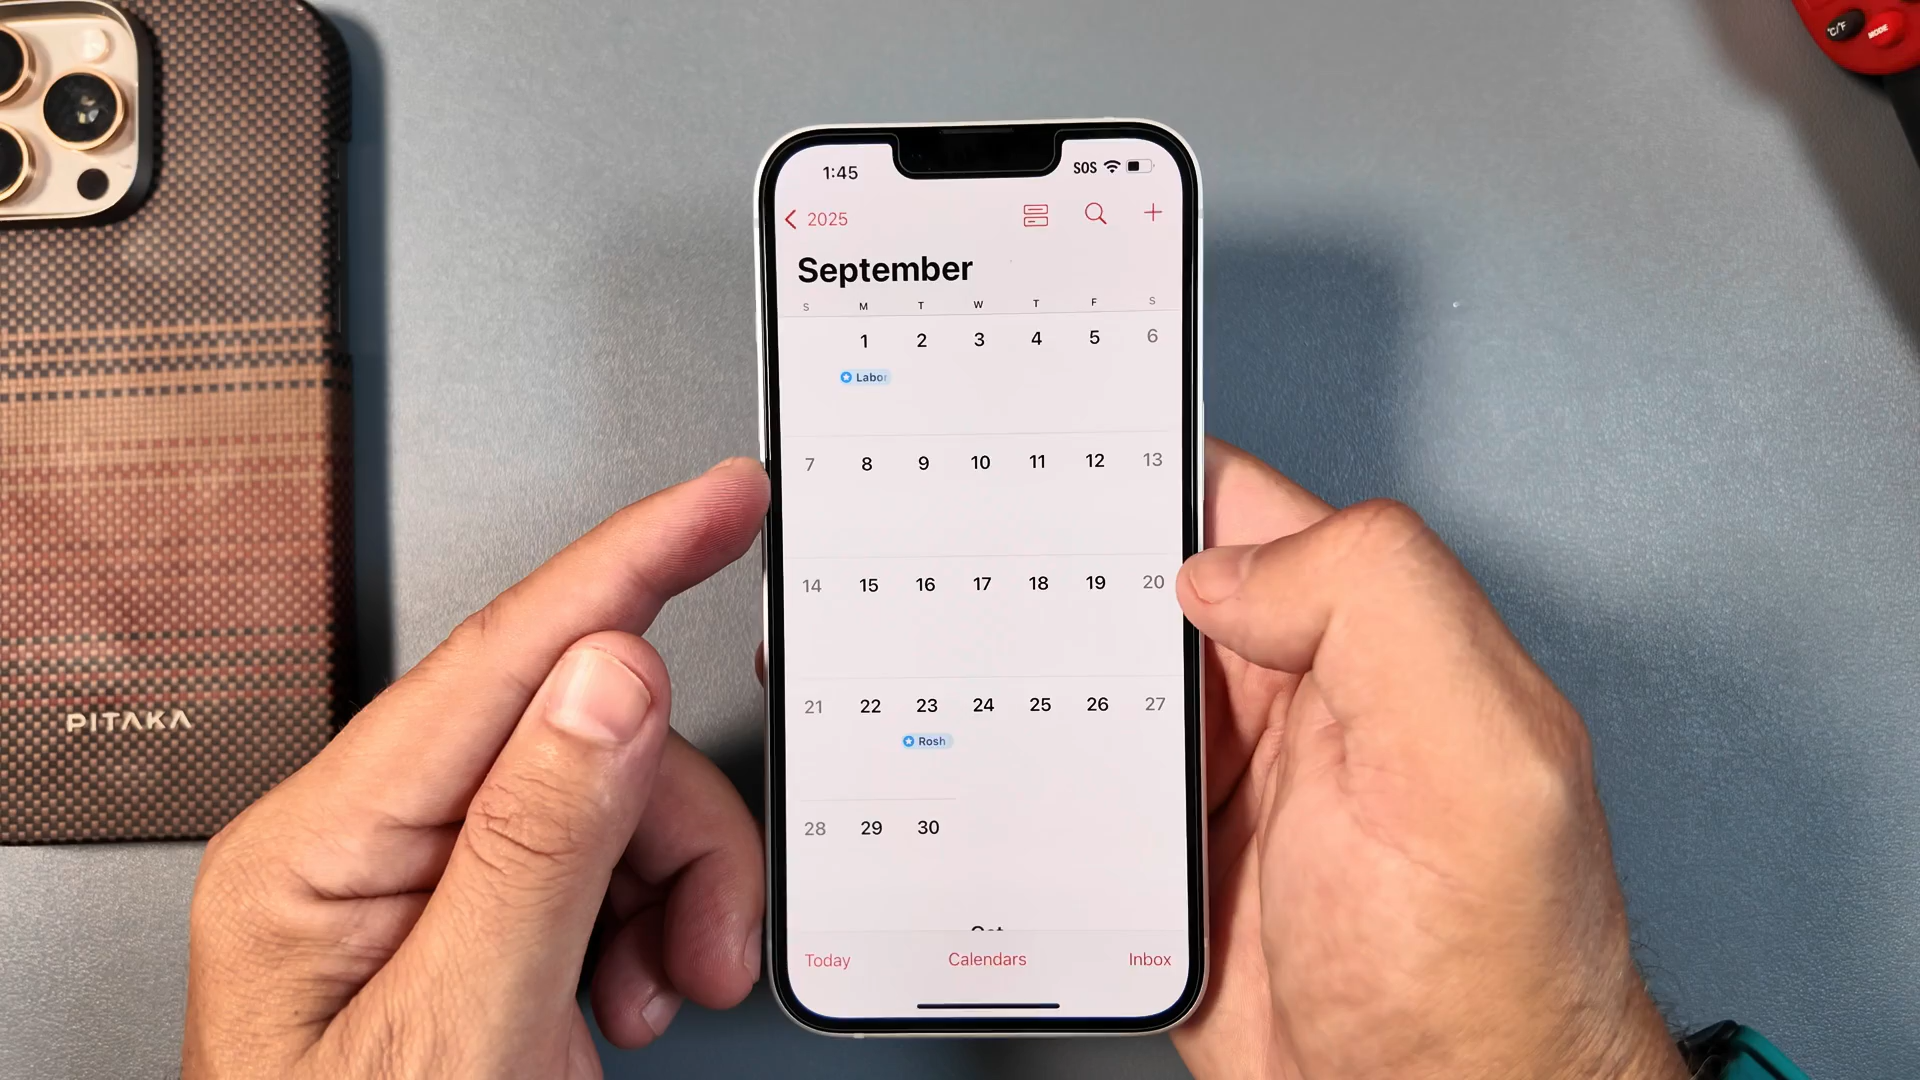 °C/°F
MODE
1:45 SOS
2025
September
S M T W T F S
1 2 3 4 5 6
Labor
7 8 9 10 11 12 13
14 15 16 17 18 19 20
21 22 23 24 25 26 27
Rosh
28 29 30
Oct
Today Calendars Inbox
PITAKA